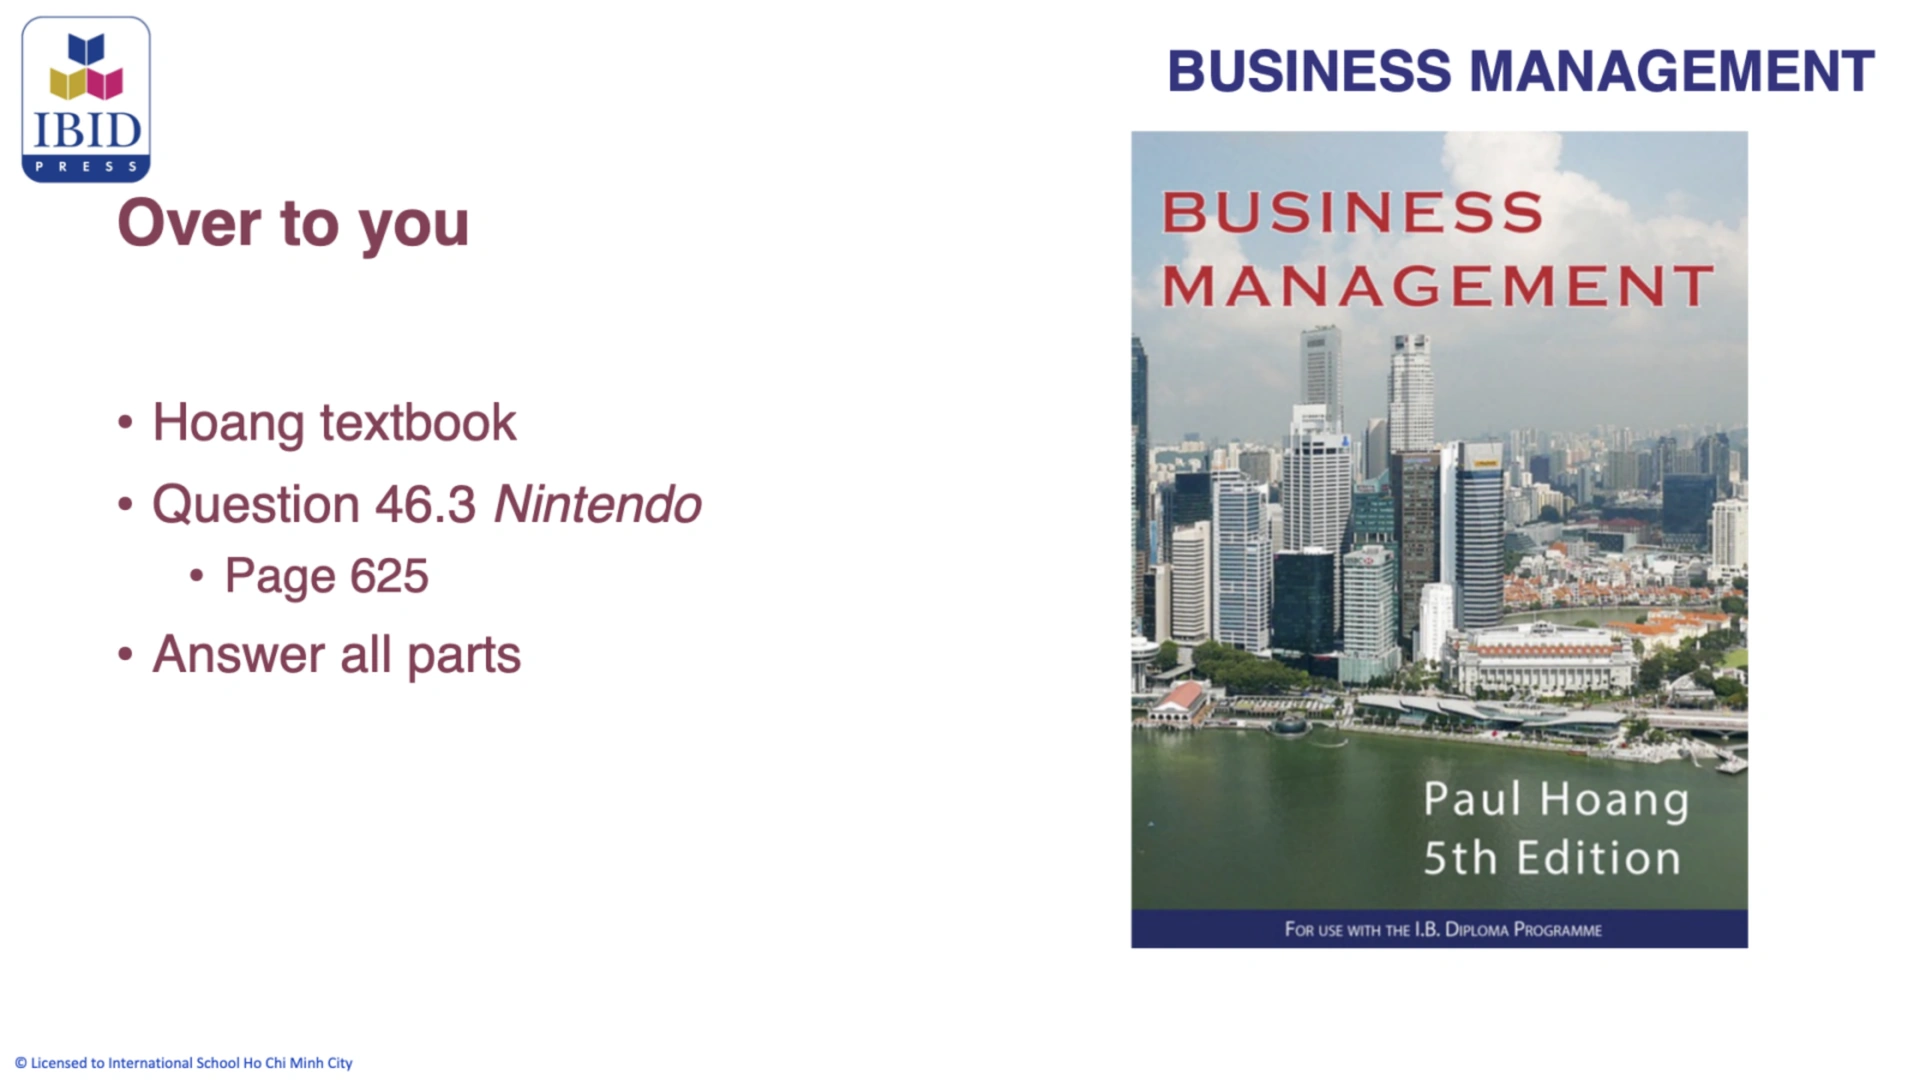 IBID
PRESS
BUSINESS MANAGEMENT
Over to you
• Hoang textbook
• Question 46.3 Nintendo
• Page 625
• Answer all parts
BUSINESS
MANAGEMENT
Paul Hoang
5th Edition
FOR USE WITH THE I.B. DIPLOMA PROGRAMME
© Licensed to International School Ho Chi Minh City